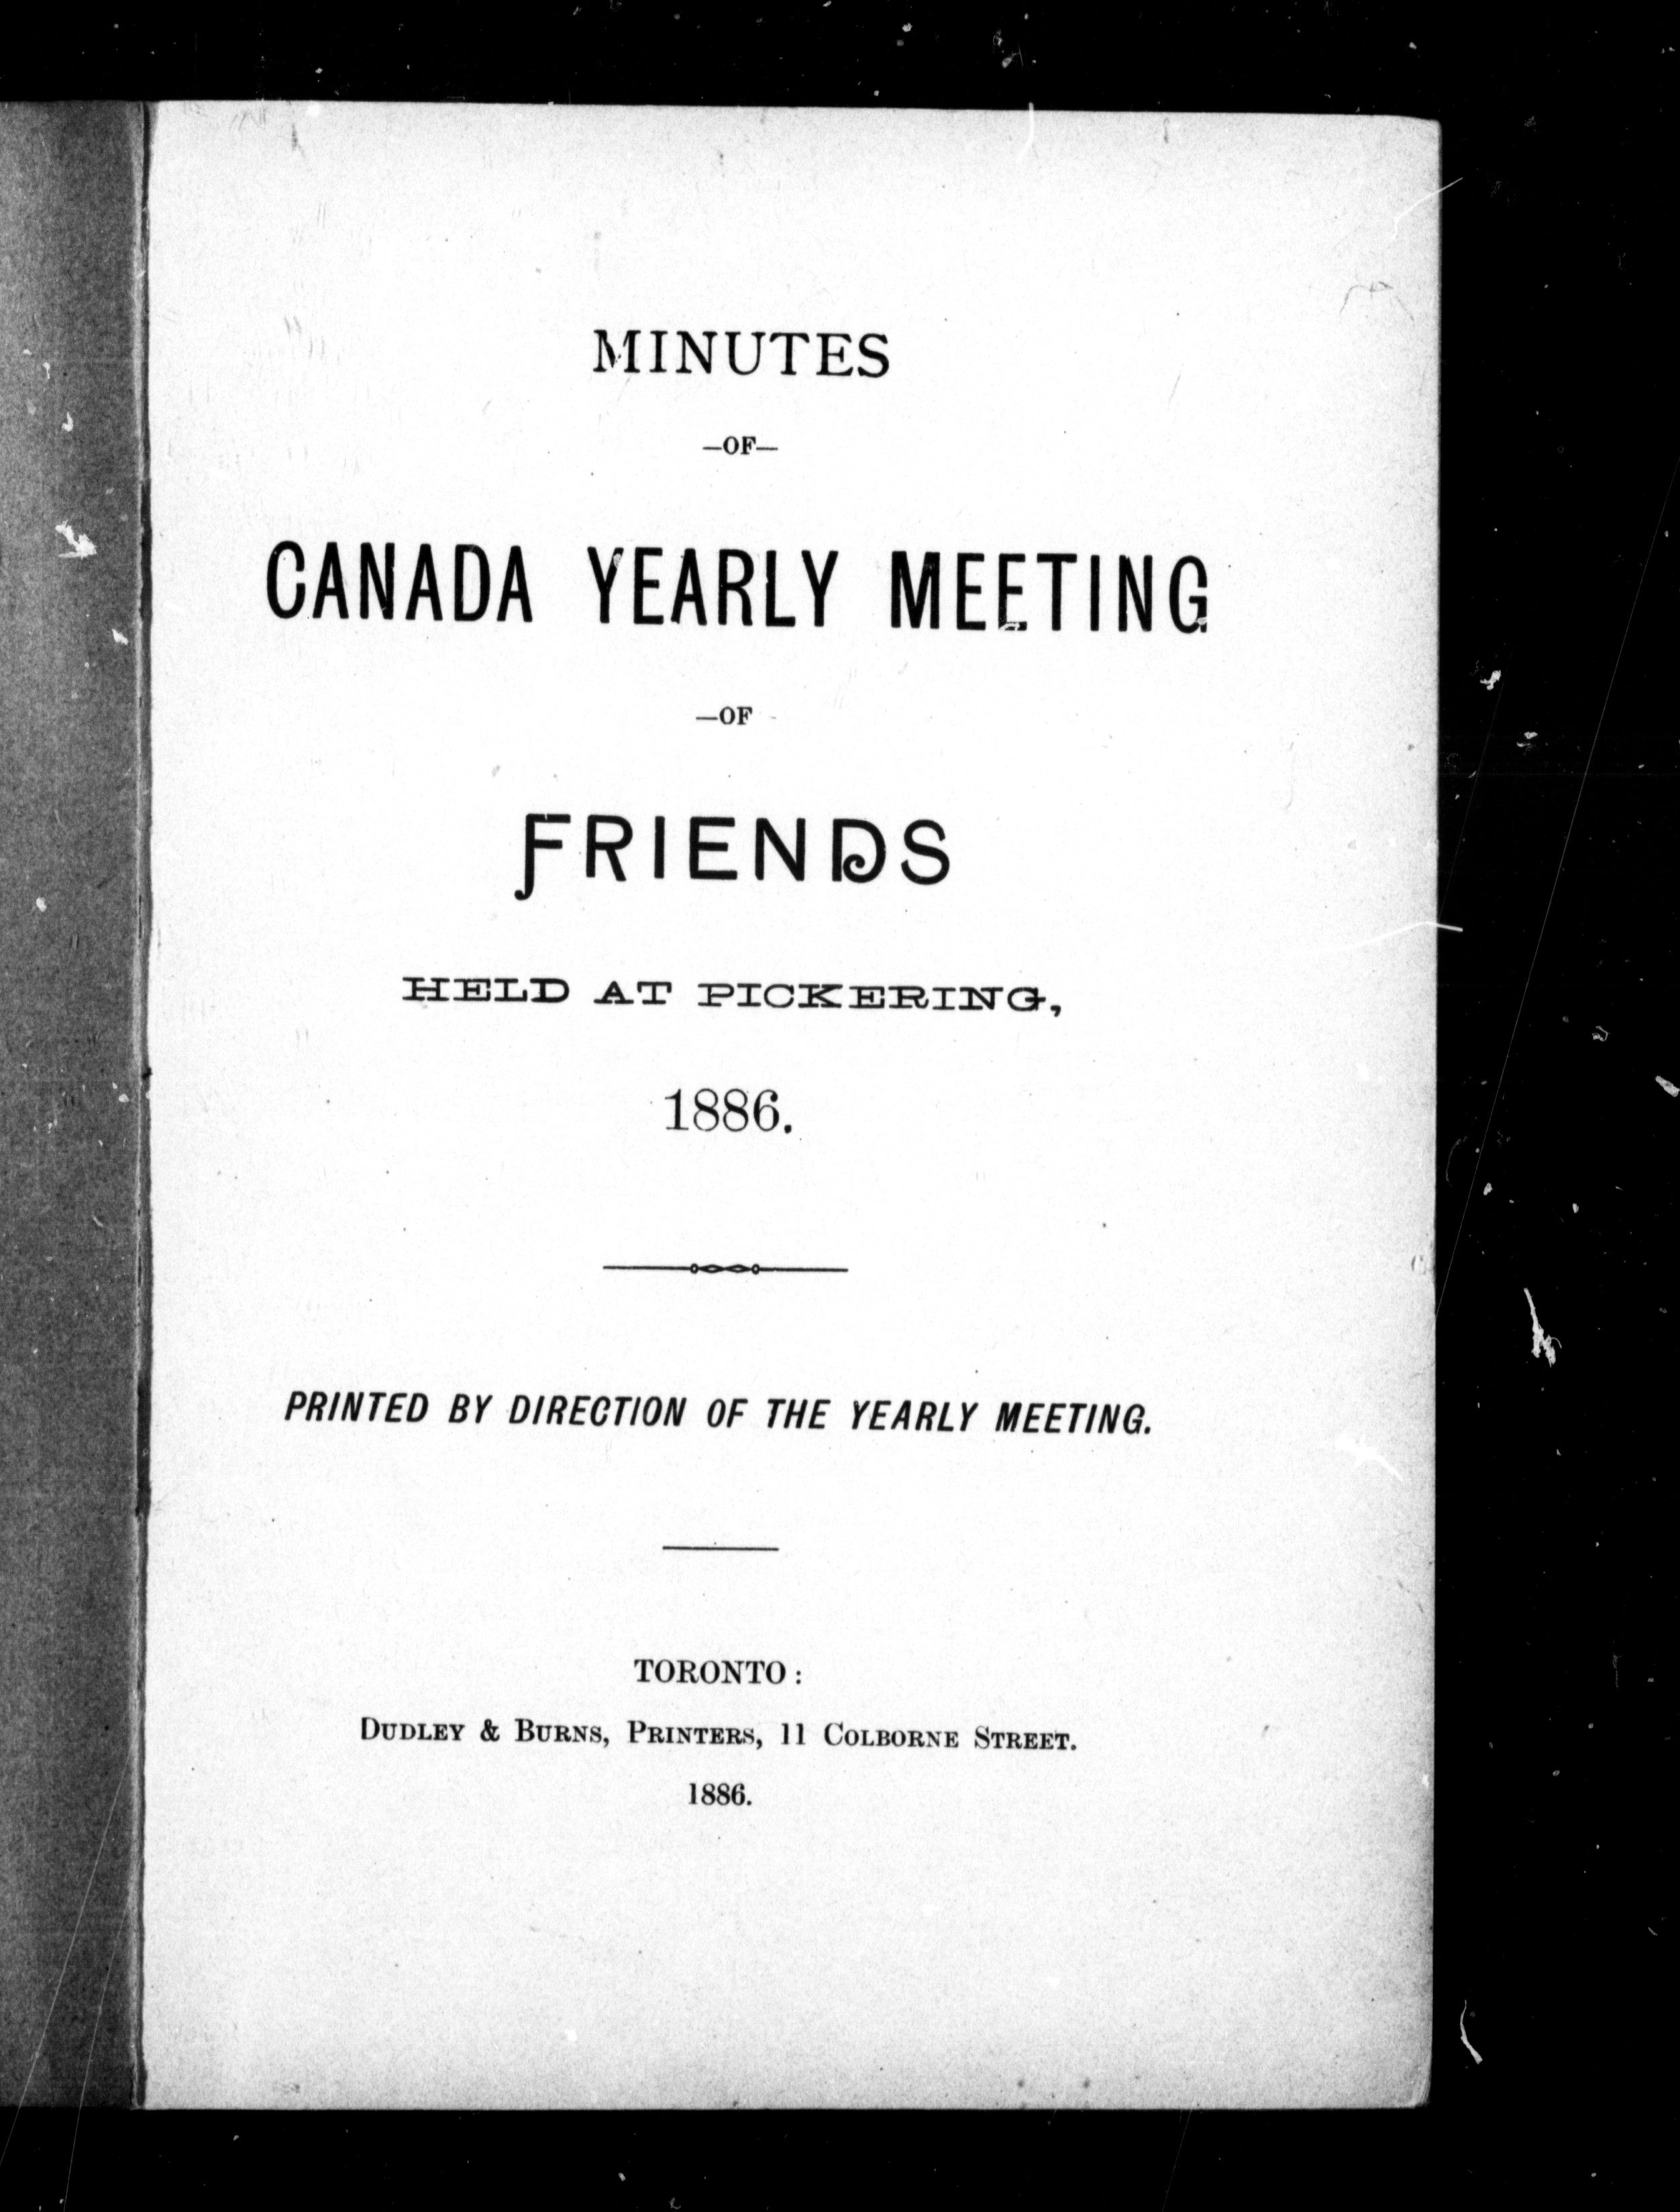 MINUTES
—OF—
CANADA YEARLY MEETING
—OF
FRIENDS
HELD AT PICKERING,
1886.
PRINTED BY DIRECTION OF THE YEARLY MEETING.
TORONTO:
DUDLEY & BURNS, PRINTERS, 11 COLBORNE STREET.
1886.